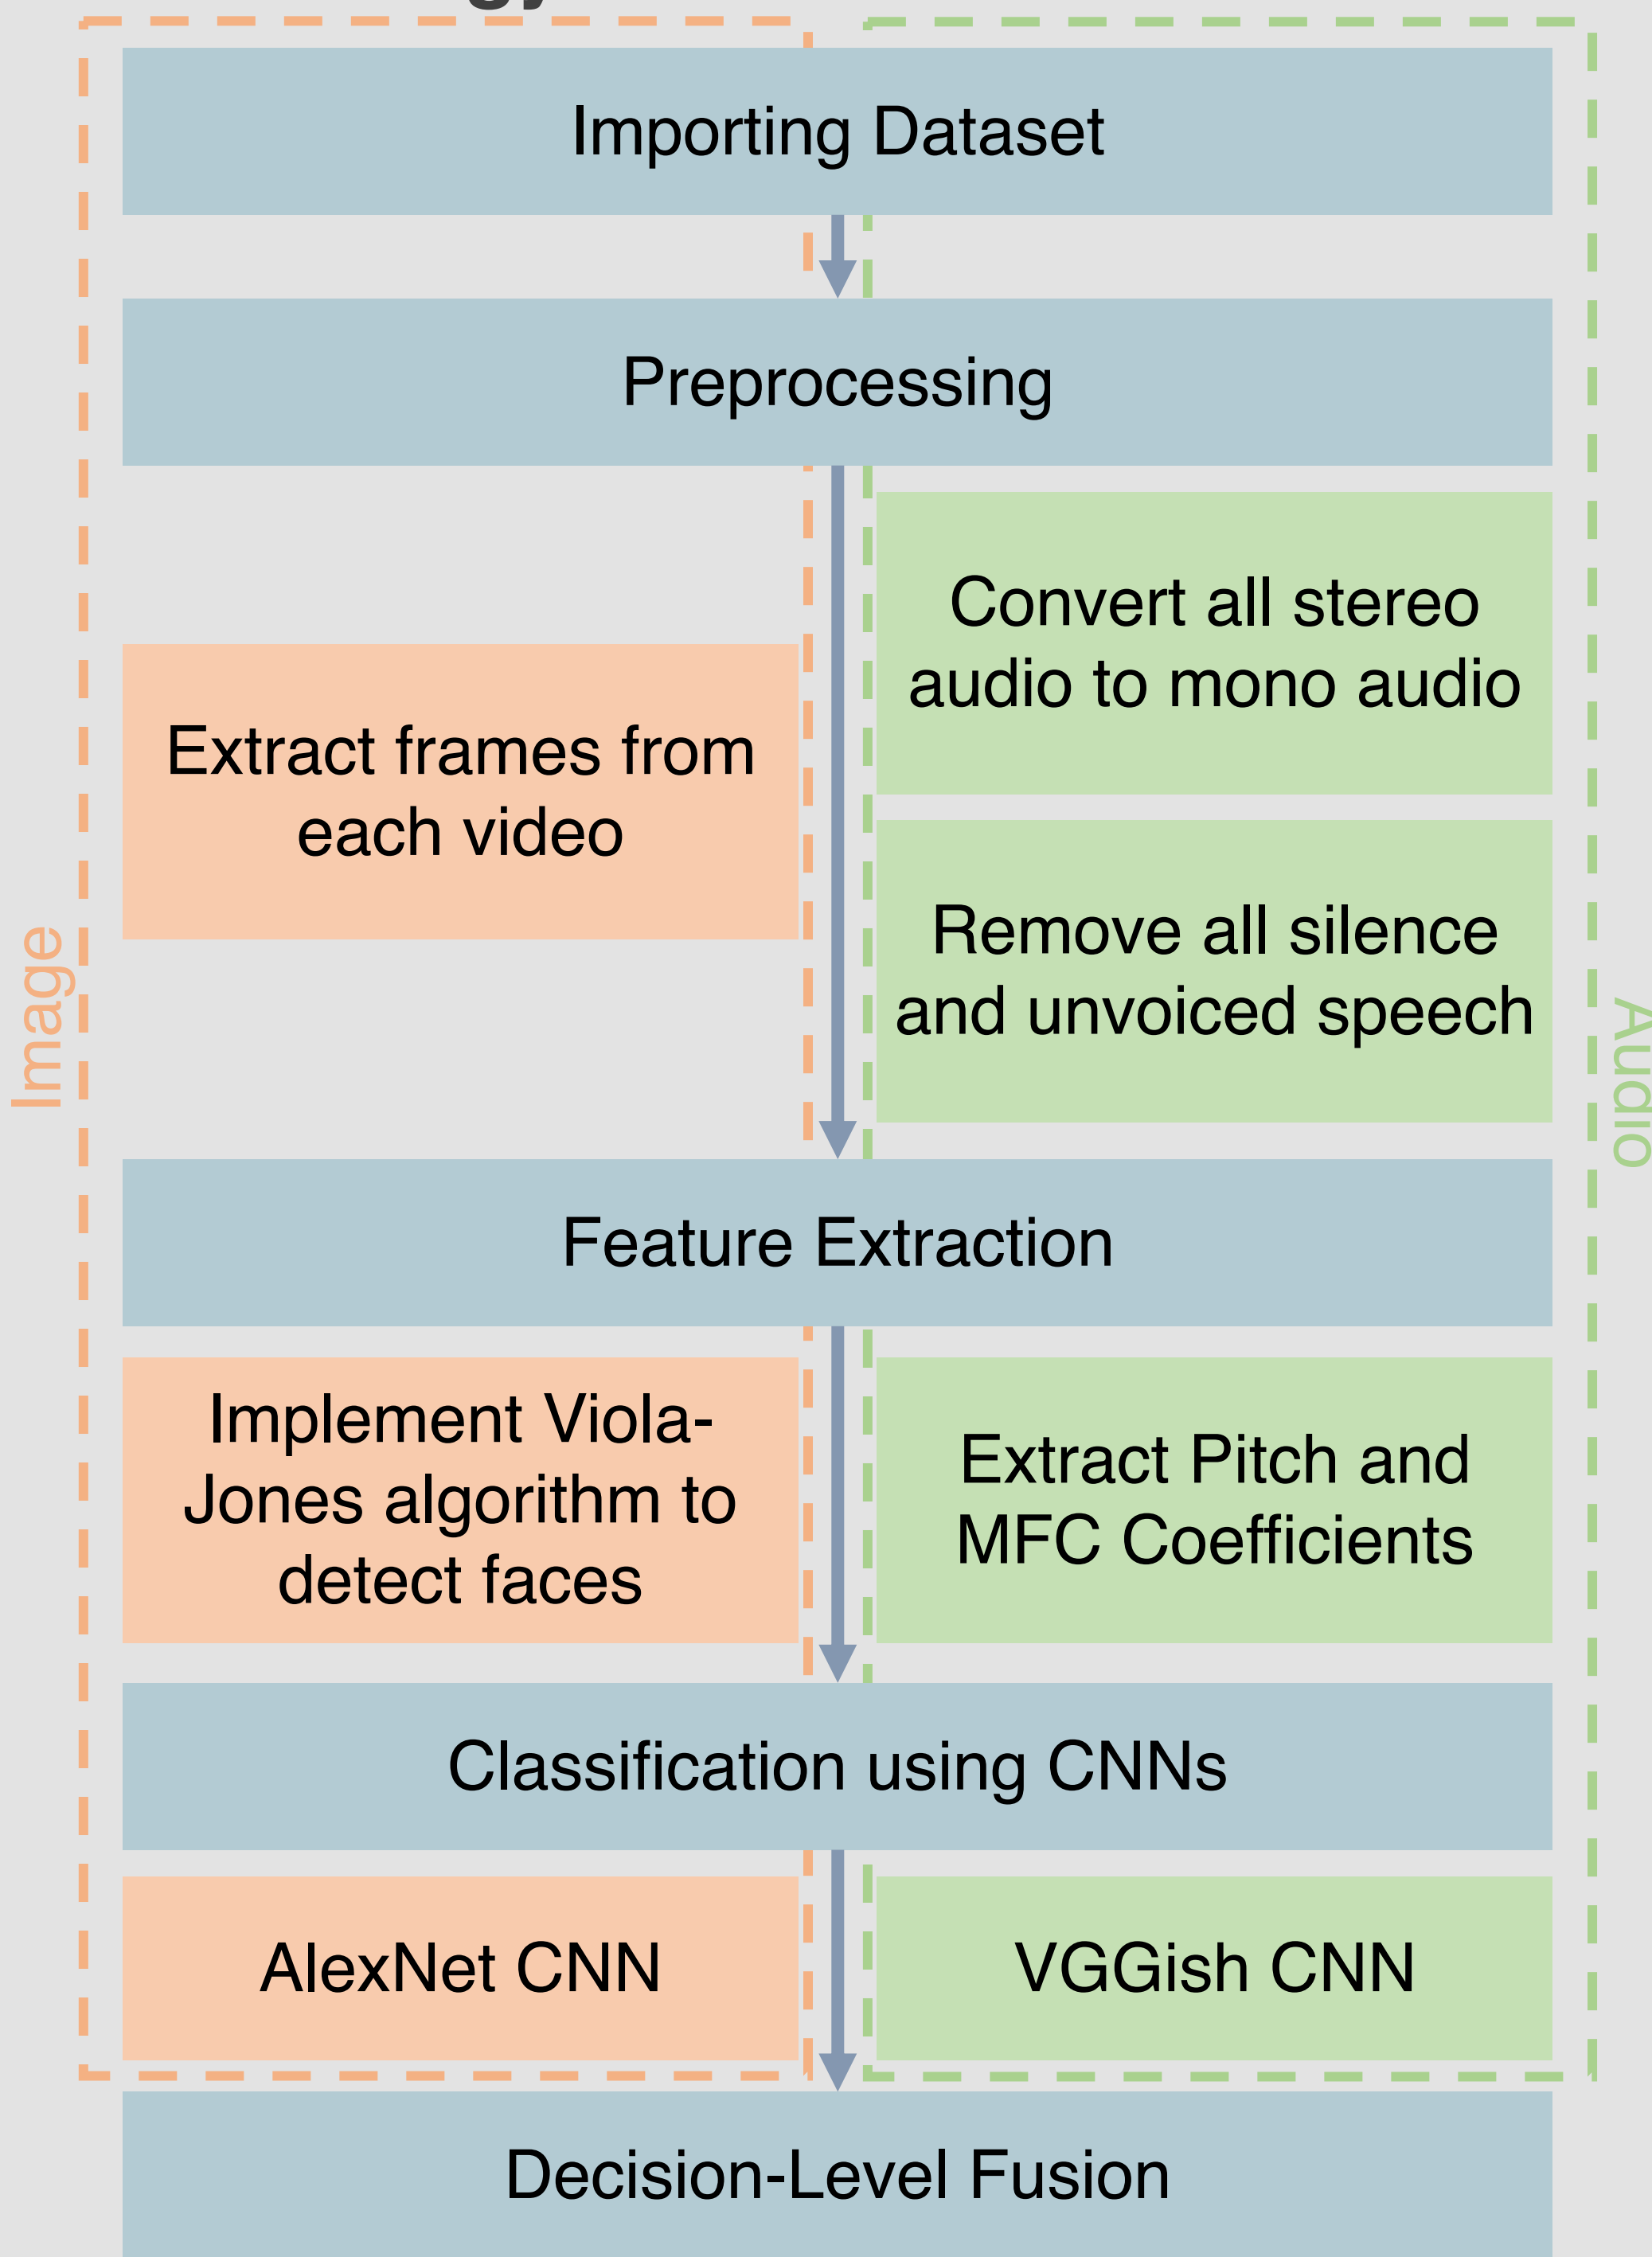 Importing Dataset
Preprocessing
Convert all stereo
audio to mono audio
Extract frames from
each video
Remove all silence
and unvoiced speech
Image
Audio
Feature Extraction
Implement Viola-
Jones algorithm to
detect faces
Extract Pitch and
MFC Coefficients
Classification using CNNs
AlexNet CNN
VGGish CNN
Decision-Level Fusion